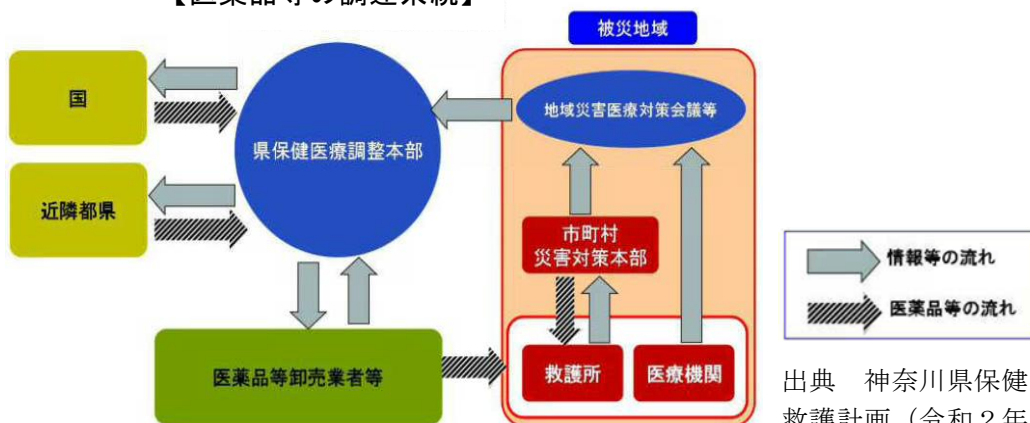 【医薬品等の調達系統】
被災地域
国
地域災害医療対策会議等
県保健医療調整本部
近隣都県
市町村
災害対策本部
情報等の流れ
医薬品等の流れ
医薬品等卸売業者等
救護所
医療機関
出典 神奈川県保健
救護計画(令和2年